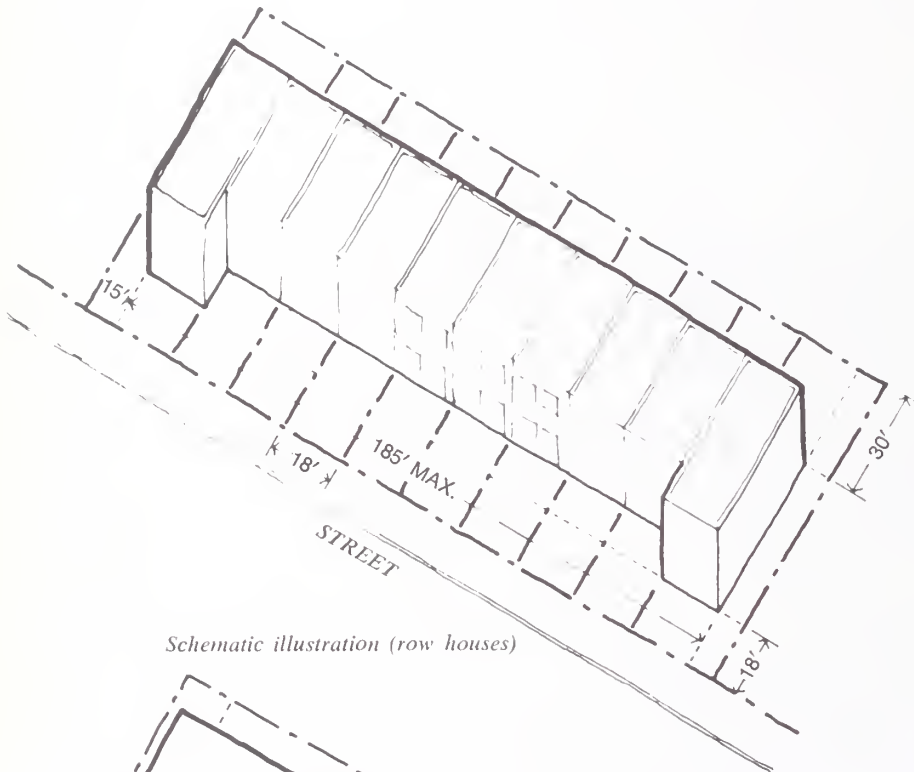 15'
18'
185' MAX.
30'
STREET
18'
Schematic illustration (row houses)